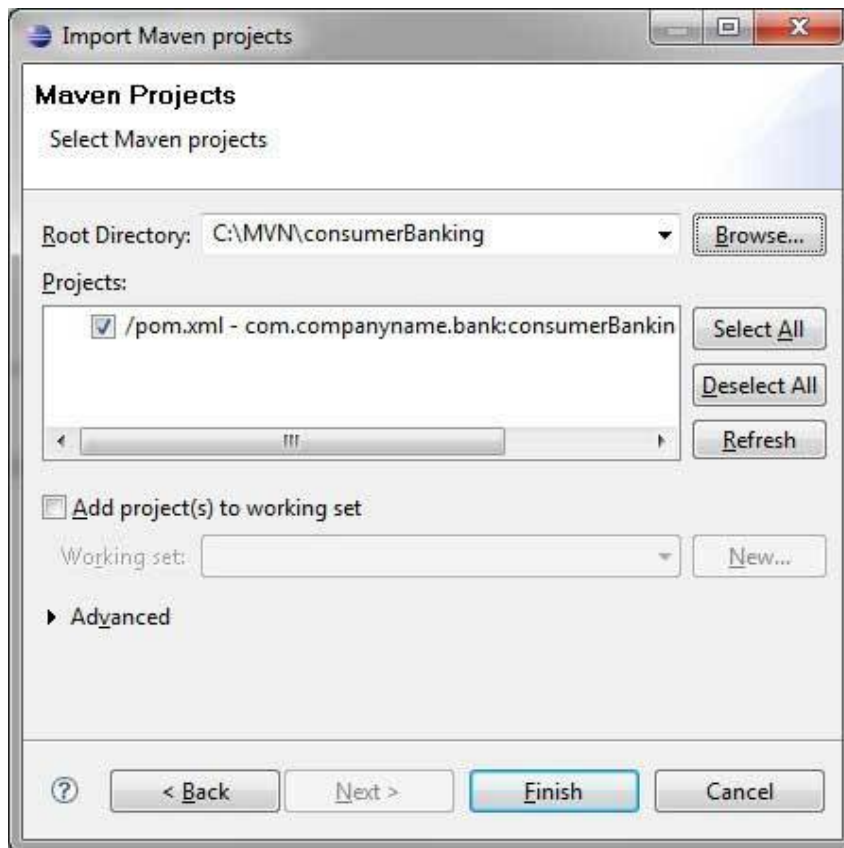 Import Maven projects
Maven Projects
Select Maven projects
Root Directory: C:\MVN\consumerBanking Browse...
Projects:
/pom.xml - com.companyname.bank:consumerBankin
Select All
Deselect All
Refresh
Add project(s) to working set
Working set: New...
Advanced
< Back Next > Finish Cancel